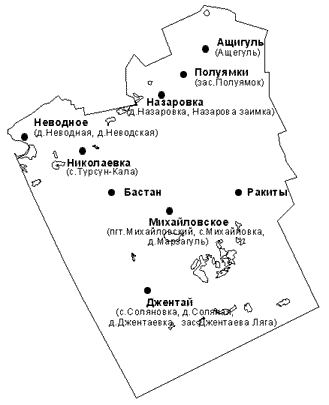 Ащигуль
(Ащегуль)
Полуямки
(зас.Полуямок)
Назаровка
(д.Назаровка, Назарова заимка)
Неводное
(д.Неводная, д.Неводская)
Николаевка
(с.Турсун-Кала)
Бастан
Ракиты
Михайловское
(пгт.Михайловский, с.Михайловка,
д.Марзагуль)
Джентай
(с.Соляновка, д.Соляная,
д.Джентаевка, зас.Джентаева Ляга)